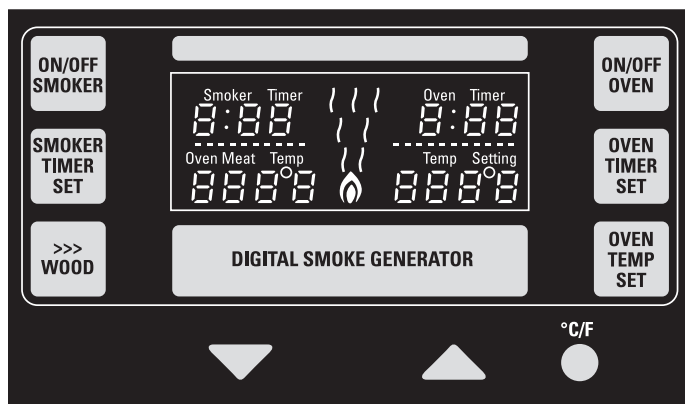 ON/OFF
SMOKER
SMOKER
TIMER
SET
>>>
WOOD
Smoker Timer
8:88
Oven Timer
8:88
Oven Meat Temp
888°8
Temp Setting
888°8
DIGITAL SMOKE GENERATOR
ON/OFF
OVEN
OVEN
TIMER
SET
OVEN
TEMP
SET
°C/F